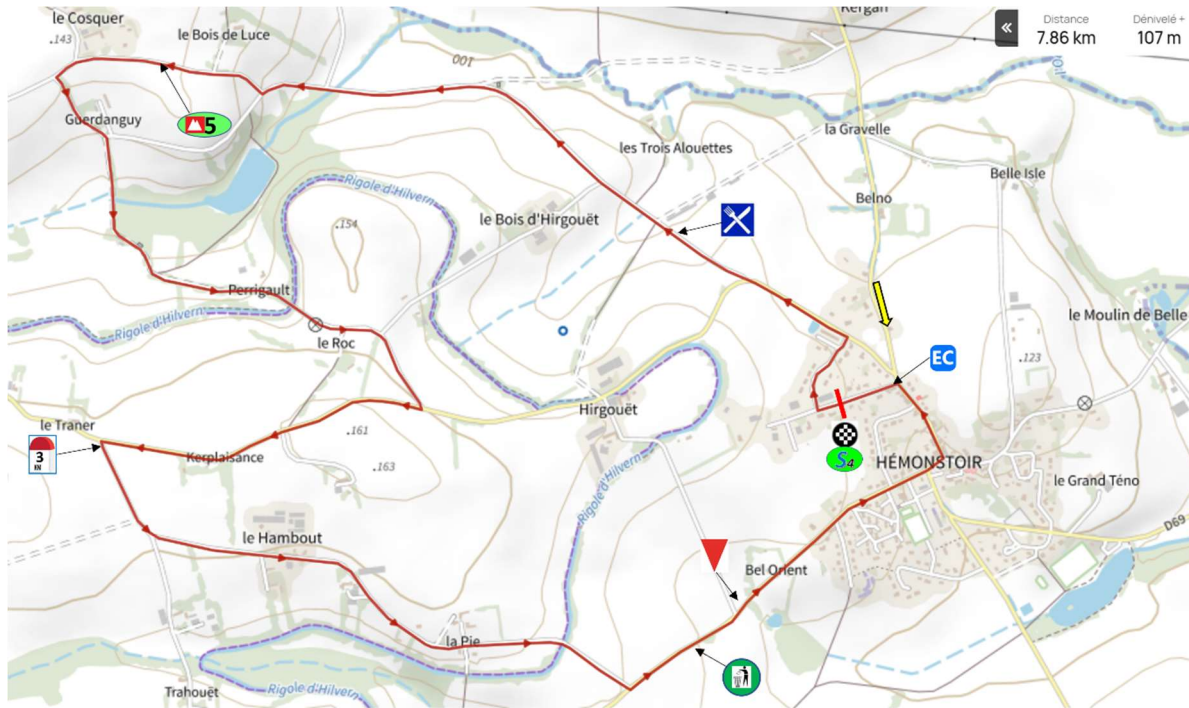 le Cosquer
le Bois de Luce
Kergan
«
Distance
Dénivelé +
7.86 km
107 m
.143
100
l'Oil
5
Guerdanguy
les Trois Alouettes
la Gravelle
Belle Isle
Rigole d'Hilvern
le Bois d'Hirgouët
Belno
.154
Perrigault
Rigole d'Hilvern
le Roc
le Moulin de Belle
EC
.123
Hirgouët
le Traner
3
.161
Kerplaisance
.163
S4
HÉMONSTOIR
le Grand Téno
Rigole d'Hilvern
D69
le Hambout
Bel Orient
la Pie
Trahouët
Rigole d'Hilvern